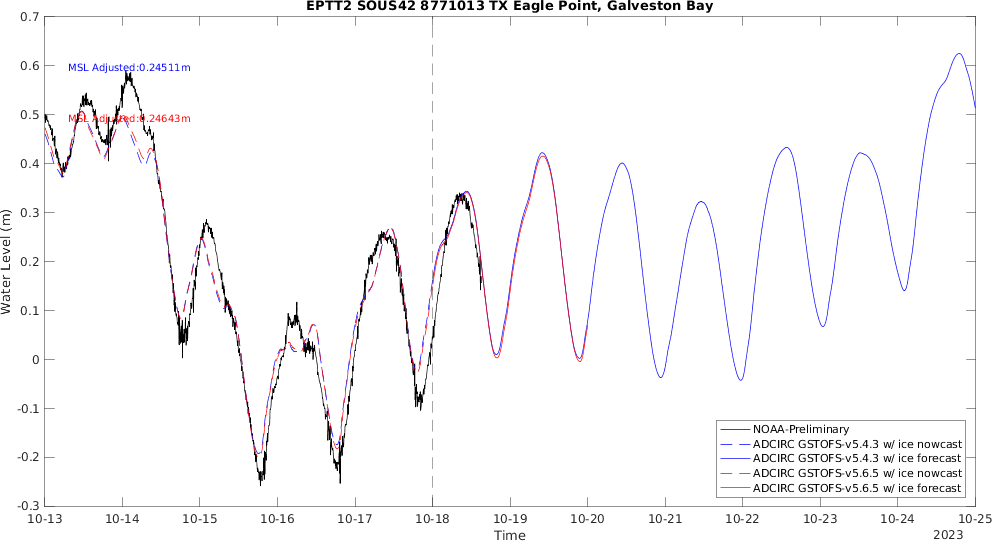 EPTT2 SOUS42 8771013 TX Eagle Point, Galveston Bay
0.7
0.6
0.5
0.4
0.3
0.2
0.1
0
-0.1
-0.2
-0.3
Water Level (m)
MSL Adjusted:0.24511m
MSL Adjusted:0.24643m
NOAA-Preliminary
ADCIRC GSTOFS-v5.4.3 w/ ice nowcast
ADCIRC GSTOFS-v5.4.3 w/ ice forecast
ADCIRC GSTOFS-v5.6.5 w/ ice nowcast
ADCIRC GSTOFS-v5.6.5 w/ ice forecast
10-13 10-14 10-15 10-16 10-17 10-18 10-19 10-20 10-21 10-22 10-23 10-24 10-25
Time
2023